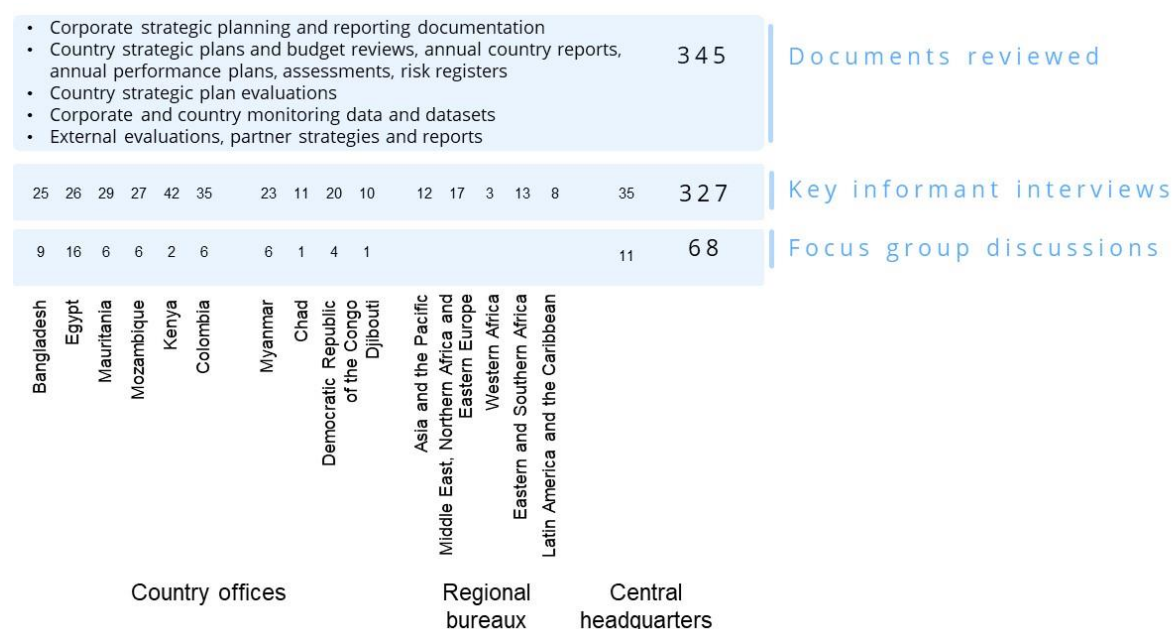 • Corporate strategic planning and reporting documentation
• Country strategic plans and budget reviews, annual country reports,
annual performance plans, assessments, risk registers
• Country strategic plan evaluations
• Corporate and country monitoring data and datasets
• External evaluations, partner strategies and reports
345
Documents reviewed
25 26 29 27 42 35 23 11 20 10 12 17 3 13 8 35 327
Key informant interviews
9 16 6 6 2 6 6 1 4 1 11 68
Focus group discussions
Bangladesh
Egypt
Mauritania
Mozambique
Kenya
Colombia
Myanmar
Chad
Democratic Republic
of the Congo
Djibouti
Asia and the Pacific
Middle East, Northern Africa and
Eastern Europe
Western Africa
Eastern and Southern Africa
Latin America and the Caribbean
Country offices
Regional
bureaux
Central
headquarters